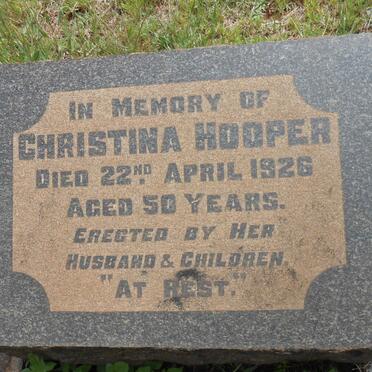 IN MEMORY OF
CHRISTINA HOOPER
DIED 22ND. APRIL 1926
AGED 50 YEARS.
ERECTED BY HER
HUSBAND & CHILDREN,
"AT REST."